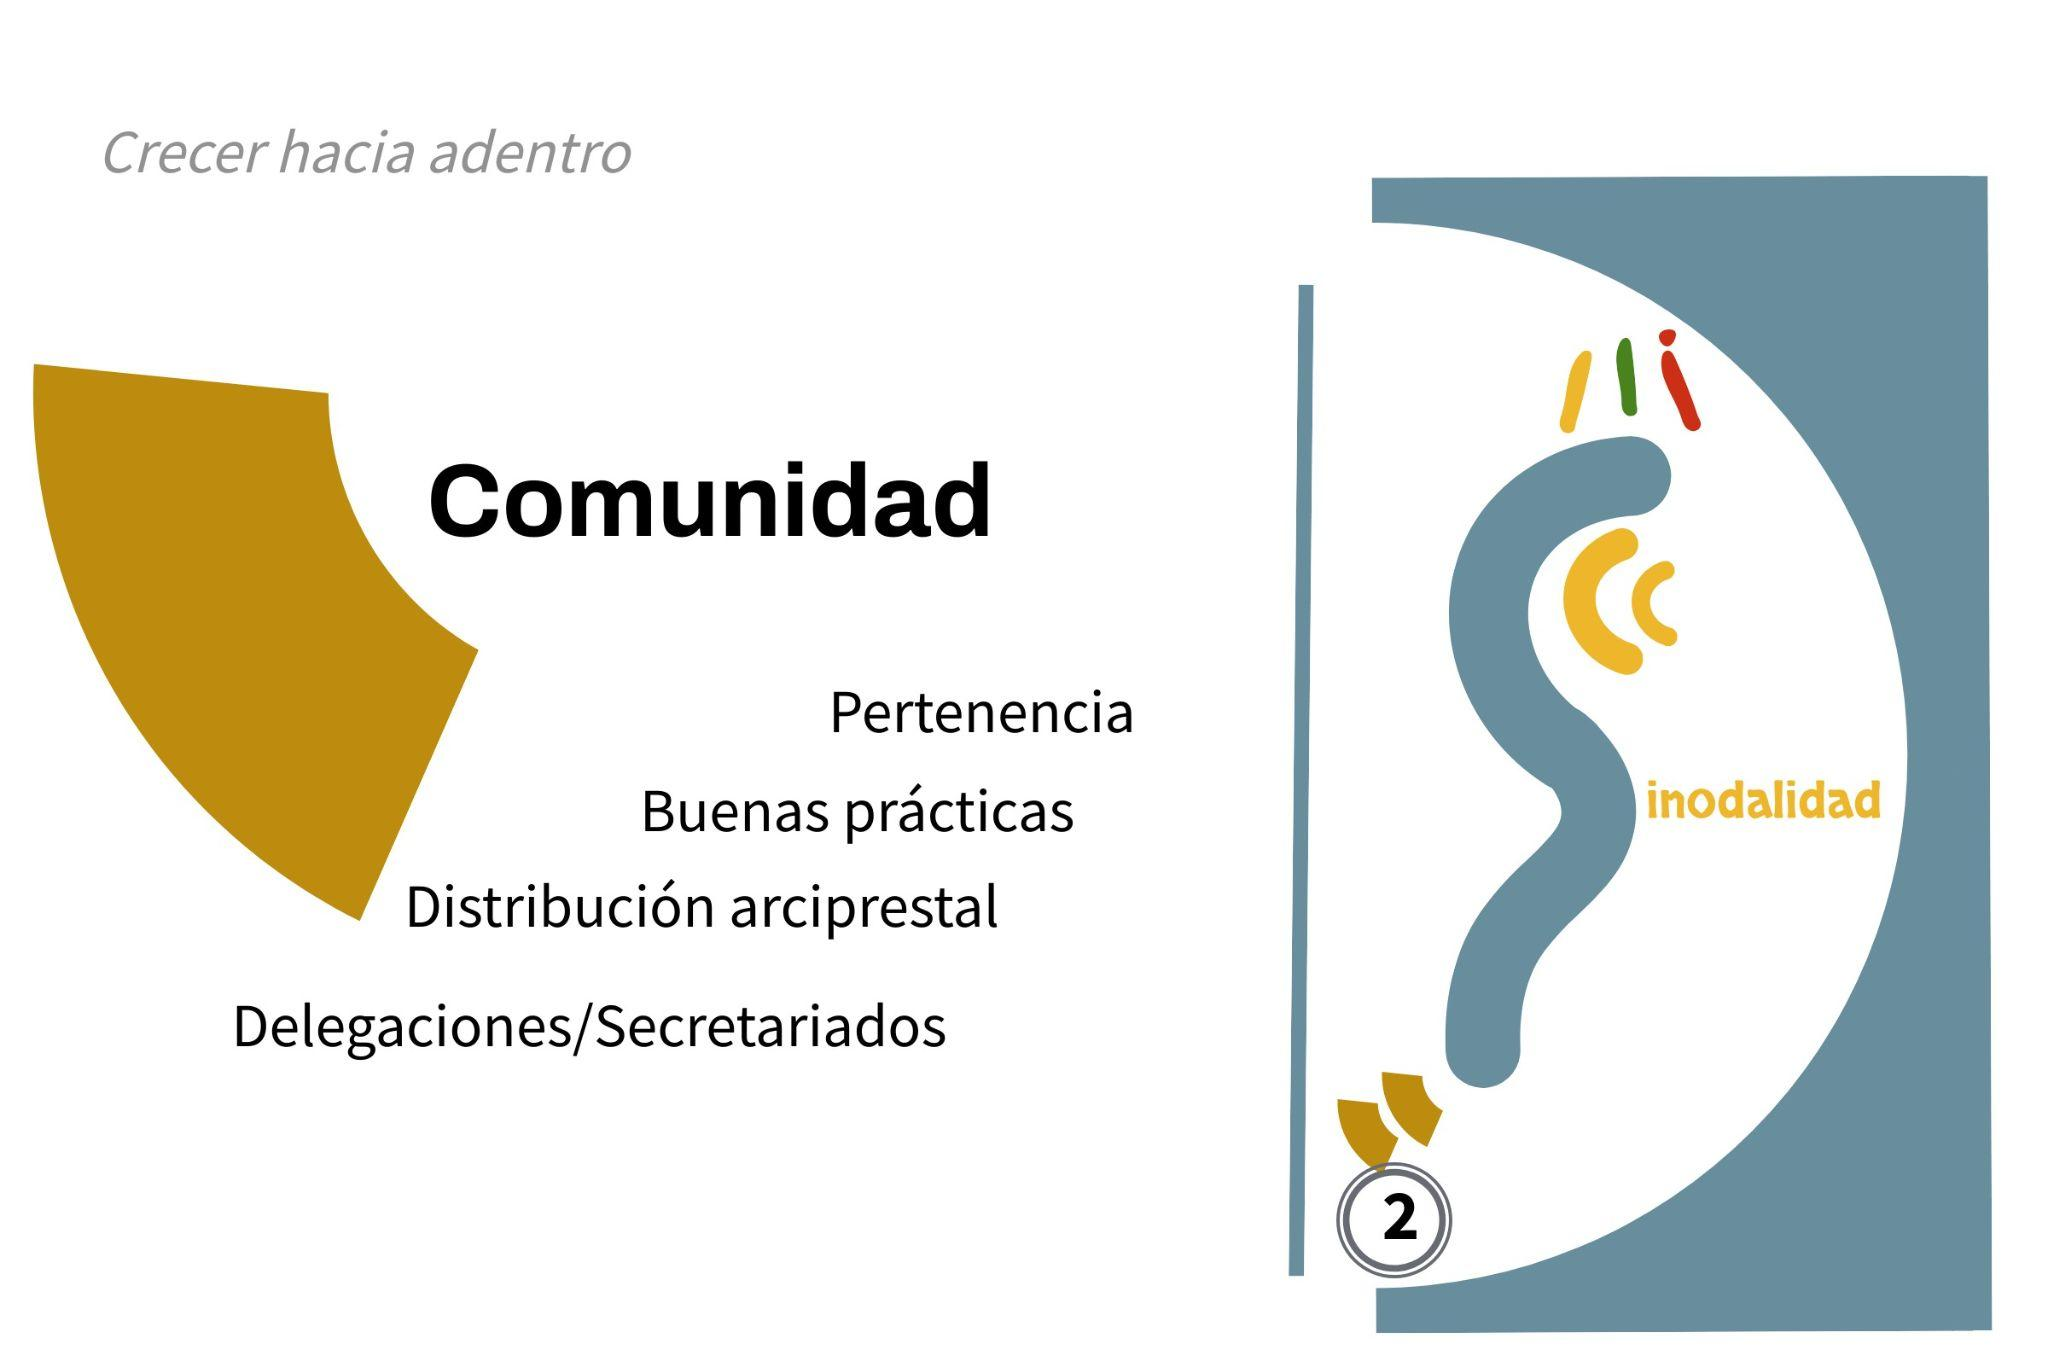 Crecer hacia adentro
Comunidad
Pertenencia
Buenas prácticas
Distribución arciprestal
Delegaciones/Secretariados
inodalidad
2